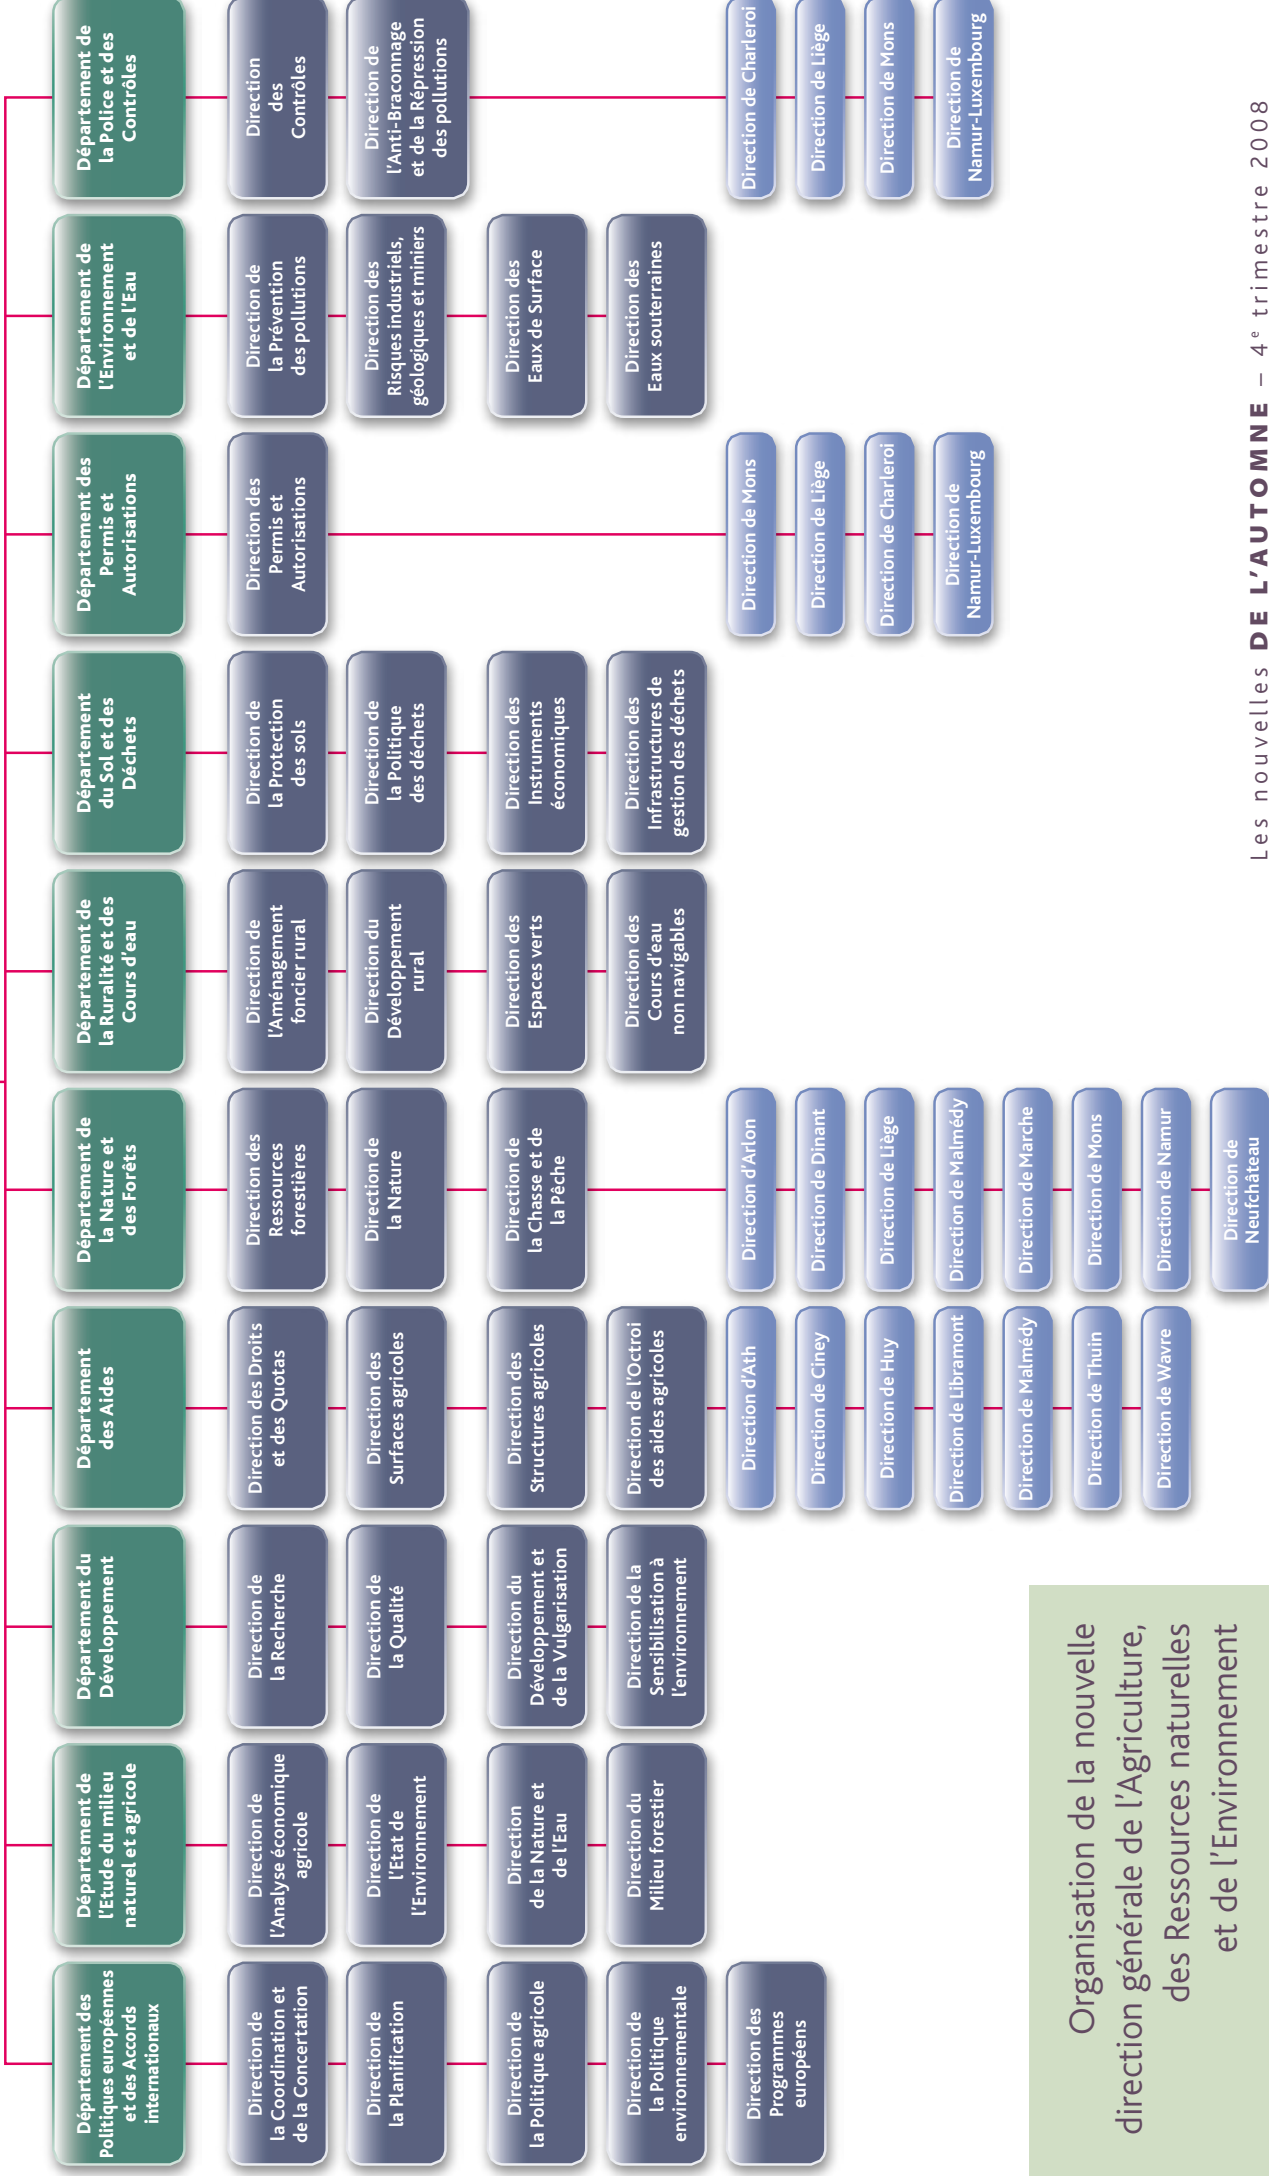 Département des
Politiques européennes
et des Accords
internationaux
Direction de
la Coordination et
de la Concertation
Direction de
la Planification
Direction de
la Politique agricole
Direction de
la Politique
environnementale
Direction des
Programmes
européens
Département de
l'Etude du milieu
naturel et agricole
Direction de
l'Analyse économique
agricole
Direction de
l'Etat de
l'Environnement
Direction
de la Nature et
de l'Eau
Direction du
Milieu forestier
Département du
Développement
Direction de
la Recherche
Direction de
la Qualité
Direction du
Développement et
de la Vulgarisation
Direction de la
Sensibilisation à
l'environnement
Département
des Aides
Direction des Droits
et des Quotas
Direction des
Surfaces agricoles
Direction des
Structures agricoles
Direction de l'Octroi
des aides agricoles
Direction d'Ath
Direction de Ciney
Direction de Huy
Direction de Libramont
Direction de Malmédy
Direction de Thuin
Direction de Wavre
Département de
la Nature et
des Forêts
Direction des
Ressources
forestières
Direction de
la Nature
Direction de
la Chasse et de
la Pêche
Direction d'Arlon
Direction de Dinant
Direction de Liège
Direction de Malmédy
Direction de Marche
Direction de Mons
Direction de Namur
Direction de
Neufchâteau
Département de
la Ruralité et des
Cours d'eau
Direction de
l'Aménagement
foncier rural
Direction du
Développement
rural
Direction des
Espaces verts
Direction des
Cours d'eau
non navigables
Département
du Sol et des
Déchets
Direction de
la Protection
des sols
Direction de
la Politique
des déchets
Direction des
Instruments
économiques
Direction des
Infrastructures de
gestion des déchets
Département des
Permis et
Autorisations
Direction des
Permis et
Autorisations
Direction de Mons
Direction de Liège
Direction de Charleroi
Direction de
Namur-Luxembourg
Département de
l'Environnement
et de l'Eau
Direction de
la Prévention
des pollutions
Direction des
Risques industriels,
géologiques et miniers
Direction des
Eaux de Surface
Direction des
Eaux souterraines
Département de
la Police et des
Contrôles
Direction
des
Contrôles
Direction de
l'Anti-Braconnage
et de la Répression
des pollutions
Direction de Charleroi
Direction de Liège
Direction de Mons
Direction de
Namur-Luxembourg
Organisation de la nouvelle
direction générale de l'Agriculture,
des Ressources naturelles
et de l'Environnement
Les nouvelles DE L'AUTOMNE – 4e trimestre 2008